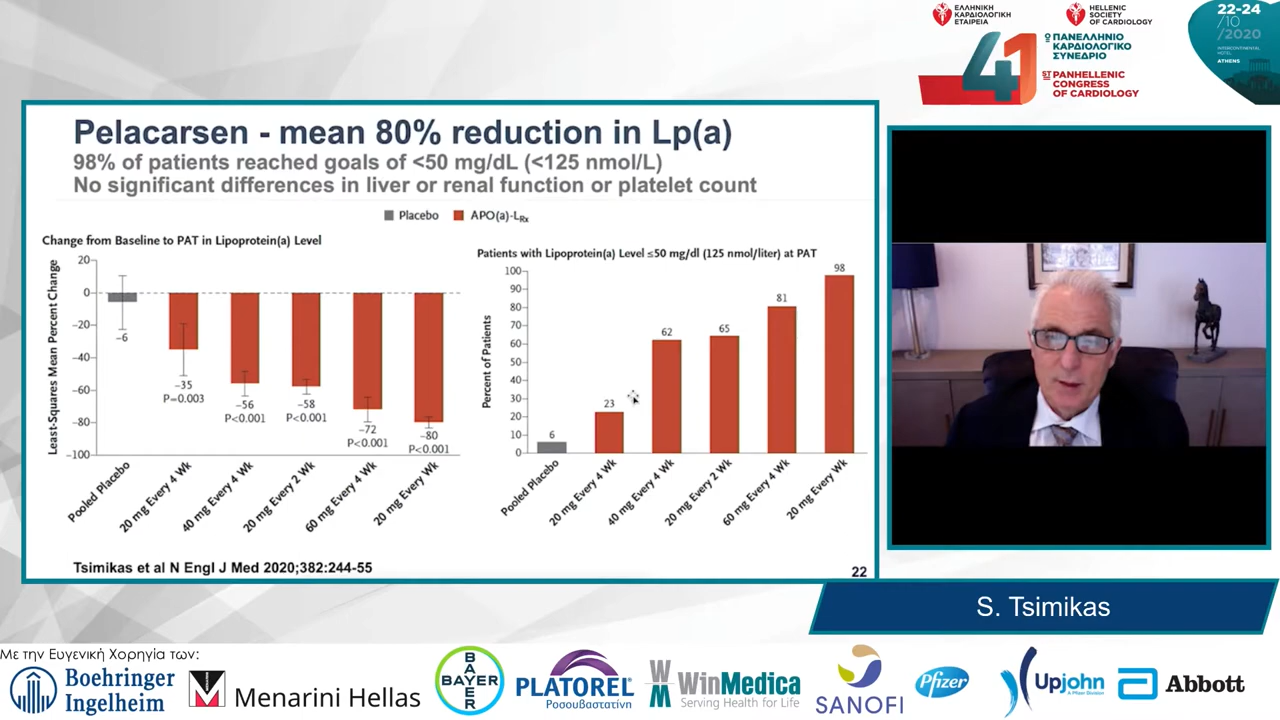 ΕΛΛΗΝΙΚΗ
ΚΑΡΔΙΟΛΟΓΙΚΗ
ΕΤΑΙΡΕΙΑ
HELLENIC
SOCIETY
OF CARDIOLOGY
41
Ο ΠΑΝΕΛΛΗΝΙΟ
ΚΑΡΔΙΟΛΟΓΙΚΟ
ΣΥΝΕΔΡΙΟ
ST PANHELLENIC
CONGRESS
OF CARDIOLOGY
22-24
/10
/2020
INTERCONTINENTAL
HOTEL
ATHENS
Pelacarsen - mean 80% reduction in Lp(a)
98% of patients reached goals of <50 mg/dL (<125 nmol/L)
No significant differences in liver or renal function or platelet count
Placebo APO(a)-LRx
Change from Baseline to PAT in Lipoprotein(a) Level
Least-Squares Mean Percent Change
20
0
−20
−40
−60
−80
−100
−6
−35
P=0.003
−56
P<0.001
−58
P<0.001
−72
P<0.001
−80
P<0.001
Pooled Placebo
20 mg Every 4 Wk
40 mg Every 4 Wk
20 mg Every 2 Wk
60 mg Every 4 Wk
20 mg Every Wk
Patients with Lipoprotein(a) Level ≤50 mg/dl (125 nmol/liter) at PAT
Percent of Patients
100
90
80
70
60
50
40
30
20
10
0
6
23
62
65
81
98
Pooled Placebo
20 mg Every 4 Wk
40 mg Every 4 Wk
20 mg Every 2 Wk
60 mg Every 4 Wk
20 mg Every Wk
Tsimikas et al N Engl J Med 2020;382:244-55
22
S. Tsimikas
Με την Ευγενική Χορηγία των:
Boehringer
Ingelheim
Menarini Hellas
BAYER
BAYER
PLATOREL
Ροσουβαστατίνη
WM WinMedica
Serving Health for Life
SANOFI
Pfizer
Upjohn
A Pfizer Division
Abbott